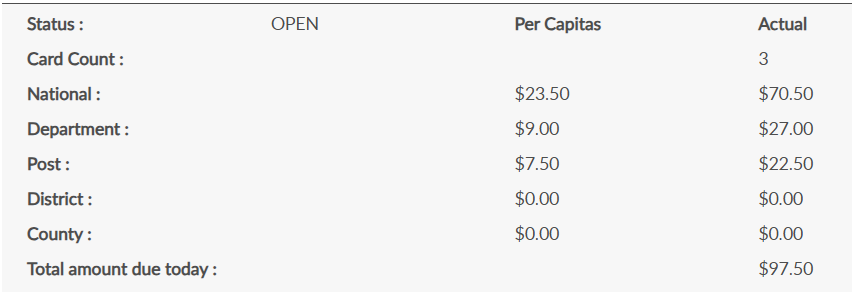 Status : OPEN Per Capitas Actual
Card Count : 3
National : $23.50 $70.50
Department : $9.00 $27.00
Post : $7.50 $22.50
District : $0.00 $0.00
County : $0.00 $0.00
Total amount due today : $97.50